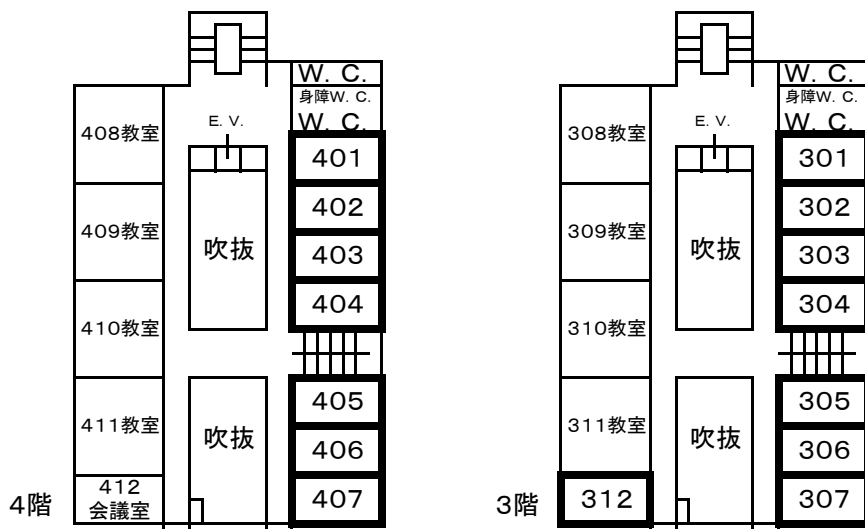 W. C.
身障W. C.
W. C.
E. V.
408教室
401
402
409教室
吹抜
403
404
410教室
405
411教室
吹抜
406
412
会議室
407
4階
W. C.
身障W. C.
W. C.
E. V.
308教室
301
302
309教室
吹抜
303
304
310教室
305
311教室
吹抜
306
312
307
3階